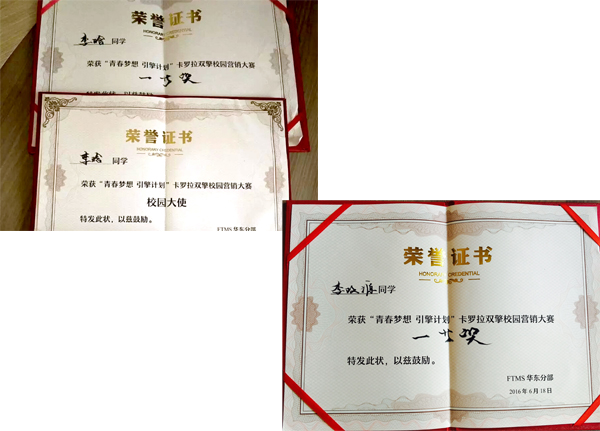 荣誉证书
HONORARY CREDENTIAL
同学
荣获“青春梦想 引擎计划”卡罗拉双擎校园营销大赛
一等奖
荣誉证书
HONORARY CREDENTIAL
同学
荣获“青春梦想 引擎计划”卡罗拉双擎校园营销大赛
校园大使
特发此状，以兹鼓励。
FTMS 华东分部
荣誉证书
HONORARY CREDENTIAL
李 同学
荣获“青春梦想 引擎计划”卡罗拉双擎校园营销大赛
一等奖
特发此状，以兹鼓励。
FTMS 华东分部
2016 年 6 月 18 日